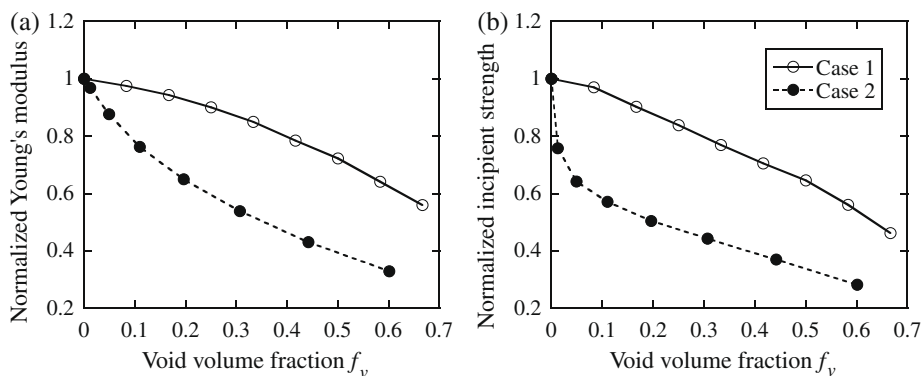 (a)
Normalized Young's modulus
1.2
1
0.8
0.6
0.4
0.2
0 0.1 0.2 0.3 0.4 0.5 0.6 0.7
Void volume fraction f_v
(b)
Normalized incipient strength
1.2
1
0.8
0.6
0.4
0.2
Case 1
Case 2
0 0.1 0.2 0.3 0.4 0.5 0.6 0.7
Void volume fraction f_v